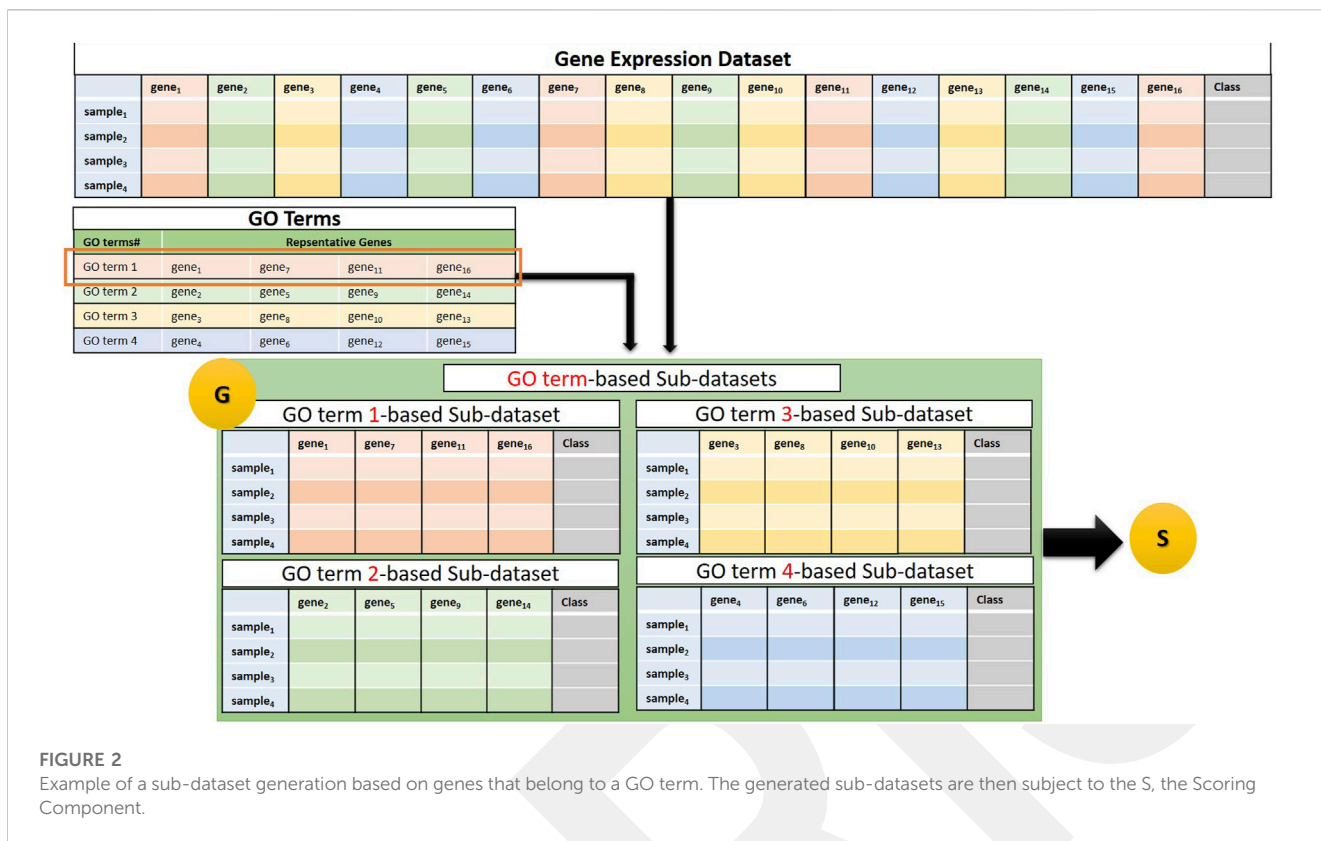 Gene Expression Dataset
gene₁ gene₂ gene₃ gene₄ gene₅ gene₆ gene₇ gene₈ gene₉ gene₁₀ gene₁₁ gene₁₂ gene₁₃ gene₁₄ gene₁₅ gene₁₆ Class
sample₁
sample₂
sample₃
sample₄
GO Terms
GO terms# Repsentative Genes
GO term 1 gene₁ gene₇ gene₁₁ gene₁₆
GO term 2 gene₂ gene₅ gene₉ gene₁₄
GO term 3 gene₃ gene₈ gene₁₀ gene₁₃
GO term 4 gene₄ gene₆ gene₁₂ gene₁₅
G
GO term-based Sub-datasets
GO term 1-based Sub-dataset
gene₁ gene₇ gene₁₁ gene₁₆ Class
sample₁
sample₂
sample₃
sample₄
GO term 3-based Sub-dataset
gene₃ gene₈ gene₁₀ gene₁₃ Class
sample₁
sample₂
sample₃
sample₄
GO term 2-based Sub-dataset
gene₂ gene₅ gene₉ gene₁₄ Class
sample₁
sample₂
sample₃
sample₄
GO term 4-based Sub-dataset
gene₄ gene₆ gene₁₂ gene₁₅ Class
sample₁
sample₂
sample₃
sample₄
S
FIGURE 2
Example of a sub-dataset generation based on genes that belong to a GO term. The generated sub-datasets are then subject to the S, the Scoring
Component.